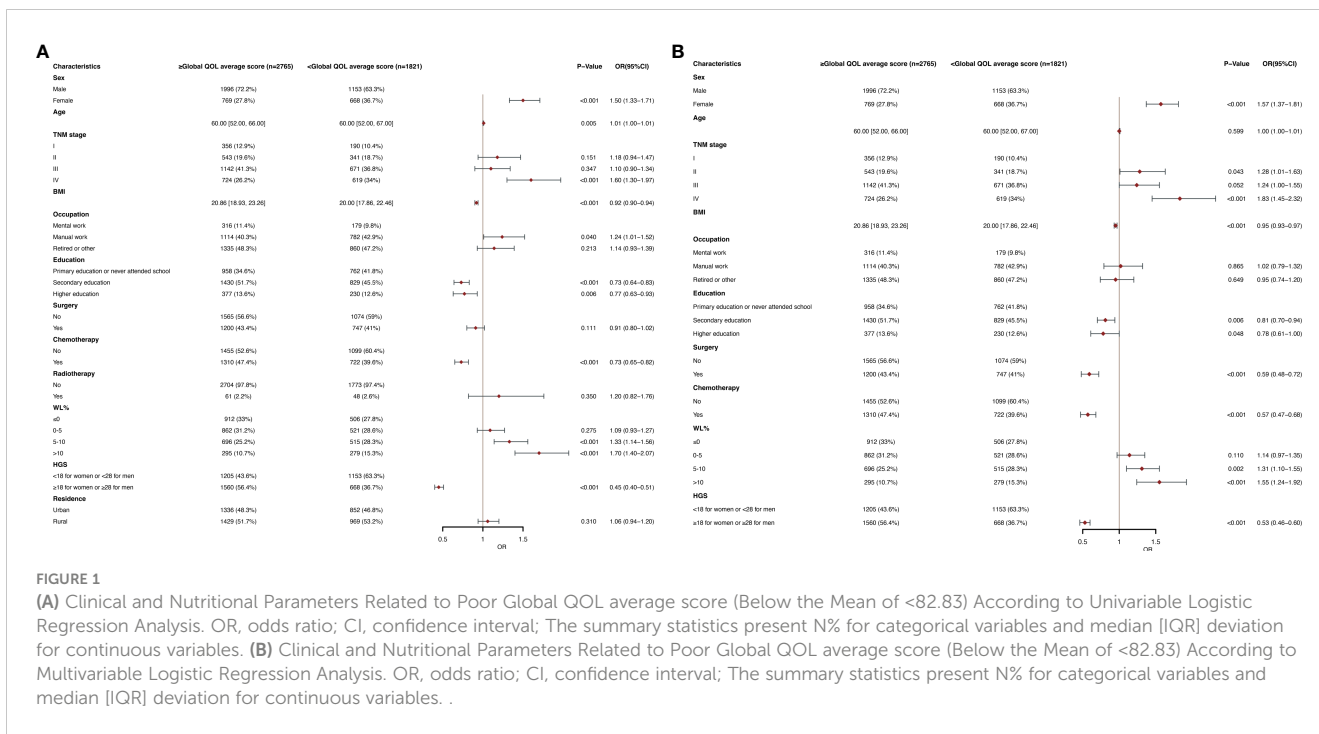 A
Characteristics ≥Global QOL average score (n=2765) <Global QOL average score (n=1821) P−Value OR(95%CI)
Sex
Male 1996 (72.2%) 1153 (63.3%)
Female 769 (27.8%) 668 (36.7%) <0.001 1.50 (1.33−1.71)
Age
60.00 [52.00, 66.00] 60.00 [52.00, 67.00] 0.005 1.01 (1.00−1.01)
TNM stage
I 356 (12.9%) 190 (10.4%)
II 543 (19.6%) 341 (18.7%) 0.151 1.18 (0.94−1.47)
III 1142 (41.3%) 671 (36.8%) 0.347 1.10 (0.90−1.34)
IV 724 (26.2%) 619 (34%) <0.001 1.60 (1.30−1.97)
BMI
20.86 [18.93, 23.26] 20.00 [17.86, 22.46] <0.001 0.92 (0.90−0.94)
Occupation
Mental work 316 (11.4%) 179 (9.8%)
Manual work 1114 (40.3%) 782 (42.9%) 0.040 1.24 (1.01−1.52)
Retired or other 1335 (48.3%) 860 (47.2%) 0.213 1.14 (0.93−1.39)
Education
Primary education or never attended school 958 (34.6%) 762 (41.8%)
Secondary education 1430 (51.7%) 829 (45.5%) <0.001 0.73 (0.64−0.83)
Higher education 377 (13.6%) 230 (12.6%) 0.006 0.77 (0.63−0.93)
Surgery
No 1565 (56.6%) 1074 (59%)
Yes 1200 (43.4%) 747 (41%) 0.111 0.91 (0.80−1.02)
Chemotherapy
No 1455 (52.6%) 1099 (60.4%)
Yes 1310 (47.4%) 722 (39.6%) <0.001 0.73 (0.65−0.82)
Radiotherapy
No 2704 (97.8%) 1773 (97.4%)
Yes 61 (2.2%) 48 (2.6%) 0.350 1.20 (0.82−1.76)
WL%
≤0 912 (33%) 506 (27.8%)
0-5 862 (31.2%) 521 (28.6%) 0.275 1.09 (0.93−1.27)
5-10 696 (25.2%) 515 (28.3%) <0.001 1.33 (1.14−1.56)
>10 295 (10.7%) 279 (15.3%) <0.001 1.70 (1.40−2.07)
HGS
<18 for women or <28 for men 1205 (43.6%) 1153 (63.3%)
≥18 for women or ≥28 for men 1560 (56.4%) 668 (36.7%) <0.001 0.45 (0.40−0.51)
Residence
Urban 1336 (48.3%) 852 (46.8%)
Rural 1429 (51.7%) 969 (53.2%) 0.310 1.06 (0.94−1.20)
0.5 1 1.5
OR
B
Characteristics ≥Global QOL average score (n=2765) <Global QOL average score (n=1821) P−Value OR(95%CI)
Sex
Male 1996 (72.2%) 1153 (63.3%)
Female 769 (27.8%) 668 (36.7%) <0.001 1.57 (1.37−1.81)
Age
60.00 [52.00, 66.00] 60.00 [52.00, 67.00] 0.599 1.00 (1.00−1.01)
TNM stage
I 356 (12.9%) 190 (10.4%)
II 543 (19.6%) 341 (18.7%) 0.043 1.28 (1.01−1.63)
III 1142 (41.3%) 671 (36.8%) 0.052 1.24 (1.00−1.55)
IV 724 (26.2%) 619 (34%) <0.001 1.83 (1.45−2.32)
BMI
20.86 [18.93, 23.26] 20.00 [17.86, 22.46] <0.001 0.95 (0.93−0.97)
Occupation
Mental work 316 (11.4%) 179 (9.8%)
Manual work 1114 (40.3%) 782 (42.9%) 0.865 1.02 (0.79−1.32)
Retired or other 1335 (48.3%) 860 (47.2%) 0.649 0.95 (0.74−1.20)
Education
Primary education or never attended school 958 (34.6%) 762 (41.8%)
Secondary education 1430 (51.7%) 829 (45.5%) 0.006 0.81 (0.70−0.94)
Higher education 377 (13.6%) 230 (12.6%) 0.048 0.78 (0.61−1.00)
Surgery
No 1565 (56.6%) 1074 (59%)
Yes 1200 (43.4%) 747 (41%) <0.001 0.59 (0.48−0.72)
Chemotherapy
No 1455 (52.6%) 1099 (60.4%)
Yes 1310 (47.4%) 722 (39.6%) <0.001 0.57 (0.47−0.68)
WL%
≤0 912 (33%) 506 (27.8%)
0-5 862 (31.2%) 521 (28.6%) 0.110 1.14 (0.97−1.35)
5-10 696 (25.2%) 515 (28.3%) 0.002 1.31 (1.10−1.55)
>10 295 (10.7%) 279 (15.3%) <0.001 1.55 (1.24−1.92)
HGS
<18 for women or <28 for men 1205 (43.6%) 1153 (63.3%)
≥18 for women or ≥28 for men 1560 (56.4%) 668 (36.7%) <0.001 0.53 (0.46−0.60)
0.5 1 1.5
OR
FIGURE 1
(A) Clinical and Nutritional Parameters Related to Poor Global QOL average score (Below the Mean of <82.83) According to Univariable Logistic
Regression Analysis. OR, odds ratio; CI, confidence interval; The summary statistics present N% for categorical variables and median [IQR] deviation
for continuous variables. (B) Clinical and Nutritional Parameters Related to Poor Global QOL average score (Below the Mean of <82.83) According to
Multivariable Logistic Regression Analysis. OR, odds ratio; CI, confidence interval; The summary statistics present N% for categorical variables and
median [IQR] deviation for continuous variables. .